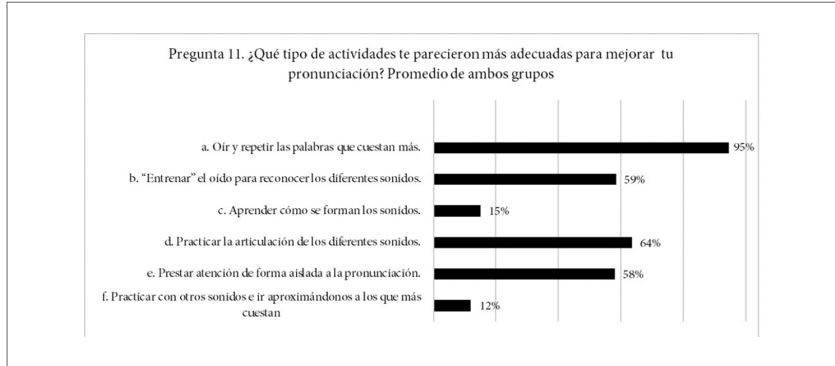 Pregunta 11. ¿Qué tipo de actividades te parecieron más adecuadas para mejorar tu
pronunciación? Promedio de ambos grupos
a. Oír y repetir las palabras que cuestan más.
95%
b. “Entrenar” el oído para reconocer los diferentes sonidos.
59%
c. Aprender cómo se forman los sonidos.
15%
d. Practicar la articulación de los diferentes sonidos.
64%
e. Prestar atención de forma aislada a la pronunciación.
58%
f. Practicar con otros sonidos e ir aproximándonos a los que más
cuestan
12%